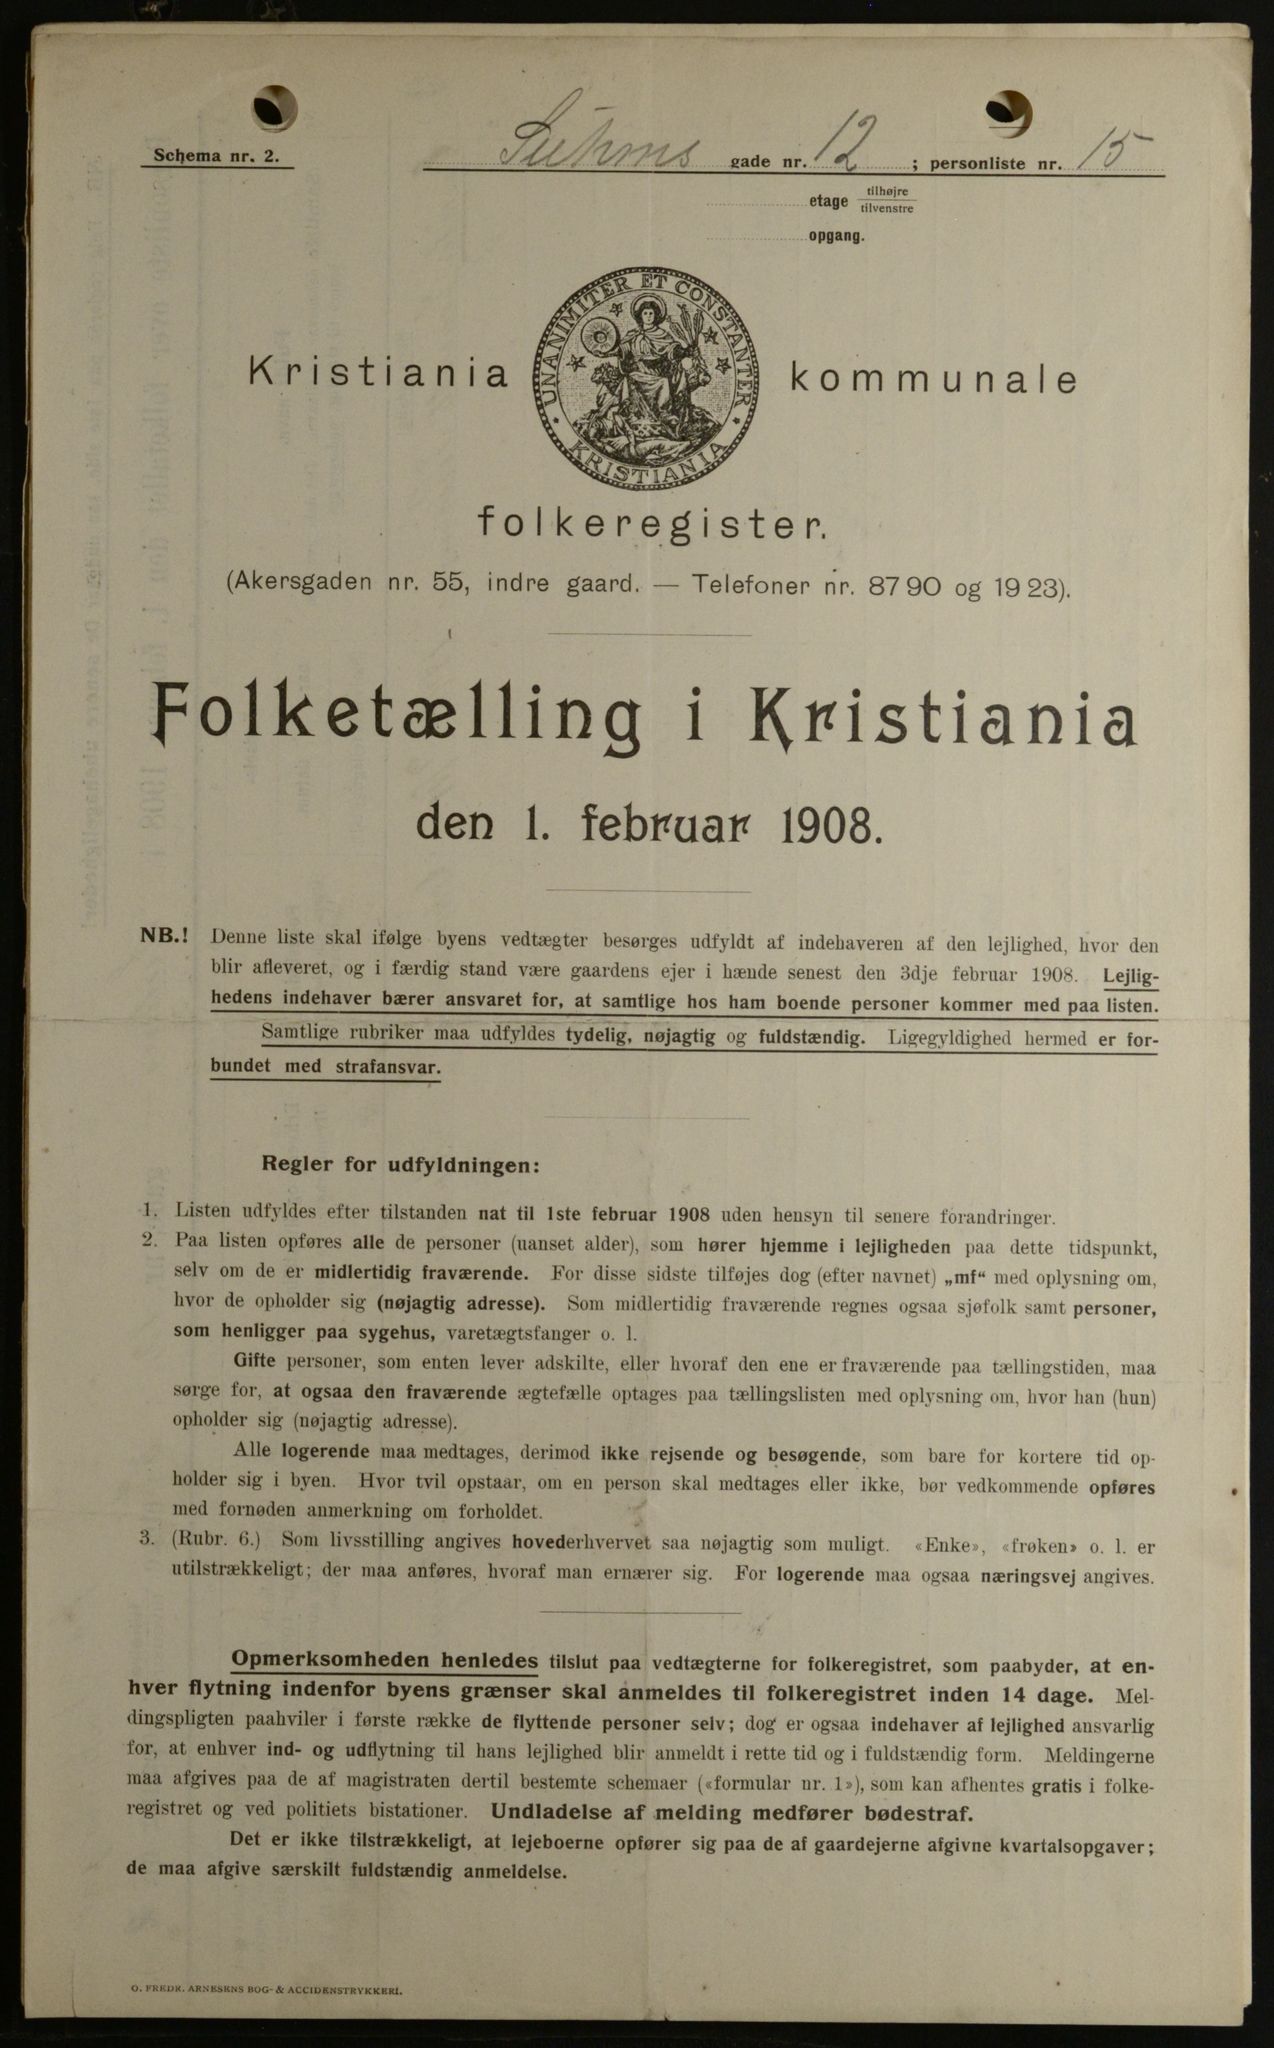 Schema nr. 2.
Suhms gade nr. 12 ; personliste nr. 15
etage tilhøjre
tilvenstre
opgang.
UNANIMITER ET CONSTANTER
KRISTIANIA
Kristiania kommunale
folkeregister.
(Akersgaden nr. 55, indre gaard. — Telefoner nr. 8790 og 1923).
Folketælling i Kristiania
den 1. februar 1908.
NB.! Denne liste skal ifølge byens vedtægter besørges udfyldt af indehaveren af den lejlighed, hvor den
blir afleveret, og i færdig stand være gaardens ejer i hænde senest den 3dje februar 1908. Lejlig-
hedens indehaver bærer ansvaret for, at samtlige hos ham boende personer kommer med paa listen.
Samtlige rubriker maa udfyldes tydelig, nøjagtig og fuldstændig. Ligegyldighed hermed er for-
bundet med strafansvar.
Regler for udfyldningen:
1. Listen udfyldes efter tilstanden nat til 1ste februar 1908 uden hensyn til senere forandringer.
2. Paa listen opføres alle de personer (uanset alder), som hører hjemme i lejligheden paa dette tidspunkt,
selv om de er midlertidig fraværende. For disse sidste tilføjes dog (efter navnet) „mf“ med oplysning om,
hvor de opholder sig (nøjagtig adresse). Som midlertidig fraværende regnes ogsaa sjøfolk samt personer,
som henligger paa sygehus, varetægtsfanger o. l.
Gifte personer, som enten lever adskilte, eller hvoraf den ene er fraværende paa tællingstiden, maa
sørge for, at ogsaa den fraværende ægtefælle optages paa tællingslisten med oplysning om, hvor han (hun)
opholder sig (nøjagtig adresse).
Alle logerende maa medtages, derimod ikke rejsende og besøgende, som bare for kortere tid op-
holder sig i byen. Hvor tvil opstaar, om en person skal medtages eller ikke, bør vedkommende opføres
med fornøden anmerkning om forholdet.
3. (Rubr. 6.) Som livsstilling angives hovederhvervet saa nøjagtig som muligt. «Enke», «frøken» o. l. er
utilstrækkeligt; der maa anføres, hvoraf man ernærer sig. For logerende maa ogsaa næringsvej angives.
Opmerksomheden henledes tilslut paa vedtægterne for folkeregistret, som paabyder, at en-
hver flytning indenfor byens grænser skal anmeldes til folkeregistret inden 14 dage. Mel-
dingspligten paahviler i første række de flyttende personer selv; dog er ogsaa indehaver af lejlighed ansvarlig
for, at enhver ind- og udflytning til hans lejlighed blir anmeldt i rette tid og i fuldstændig form. Meldingerne
maa afgives paa de af magistraten dertil bestemte schemaer («formular nr. 1»), som kan afhentes gratis i folke-
registret og ved politiets bistationer. Undladelse af melding medfører bødestraf.
Det er ikke tilstrækkeligt, at lejeboerne opfører sig paa de af gaardejerne afgivne kvartalsopgaver;
de maa afgive særskilt fuldstændig anmeldelse.
O. FREDR. ARNESENS BOG- & ACCIDENSTRYKKERI.